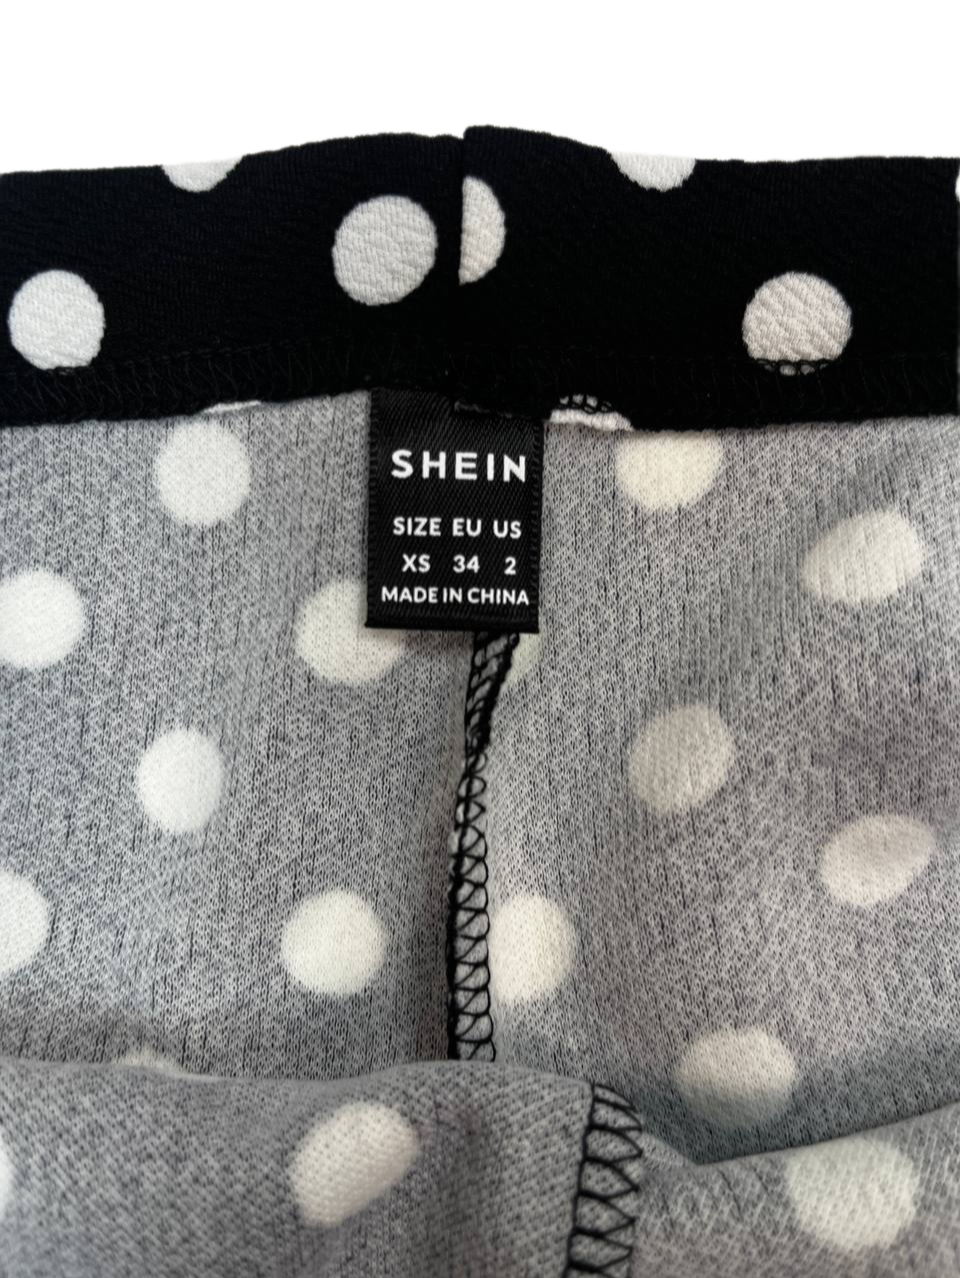 SHEIN
SIZE EU US
XS 34 2
MADE IN CHINA